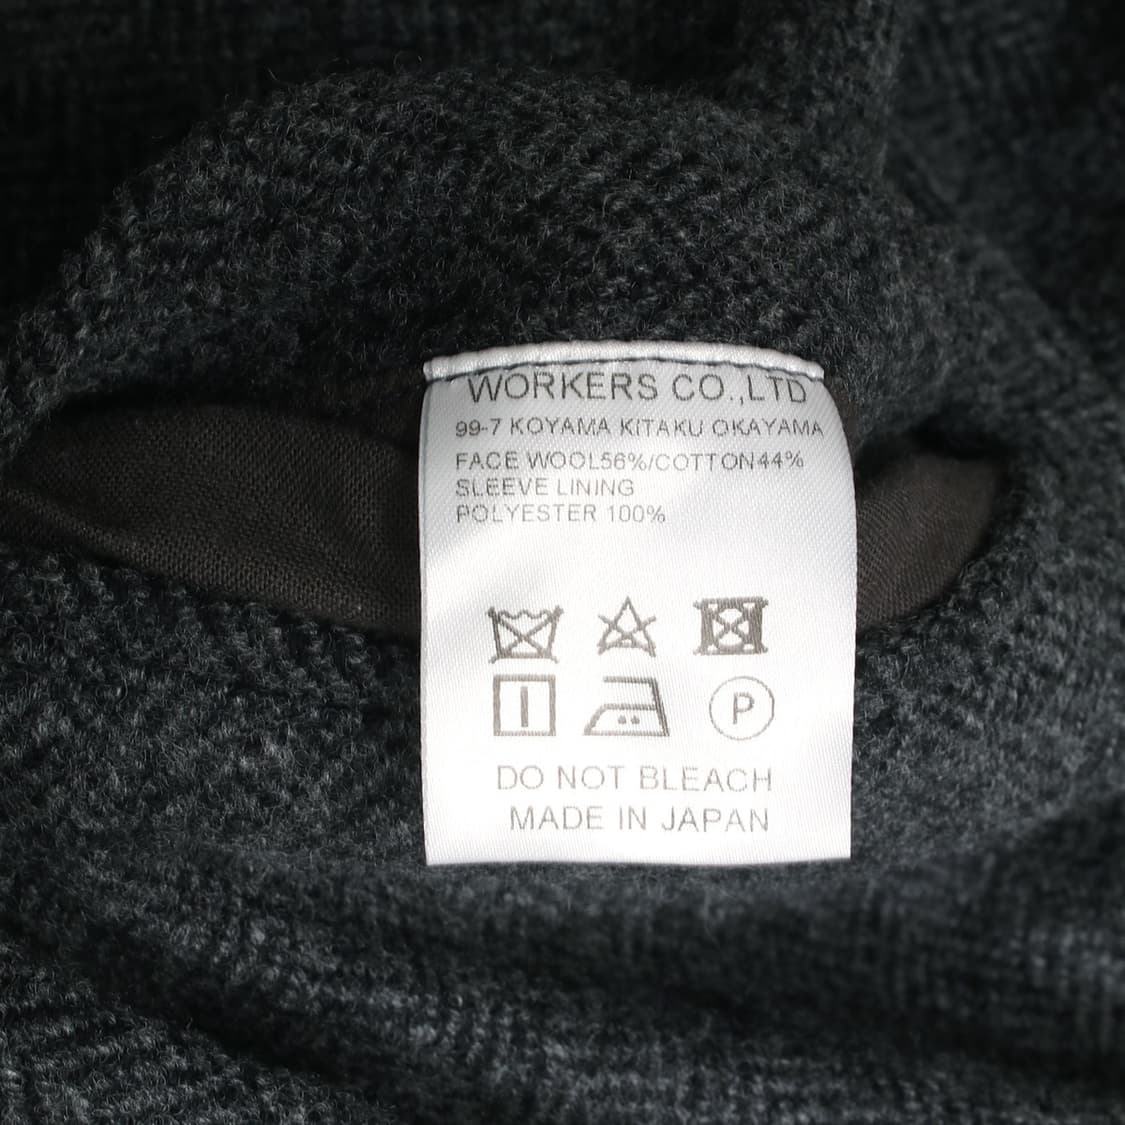 WORKERS CO.,LTD
99-7 KOYAMA KITAKU OKAYAMA
FACE WOOL56%/COTTON44%
SLEEVE LINING
POLYESTER 100%
P
DO NOT BLEACH
MADE IN JAPAN